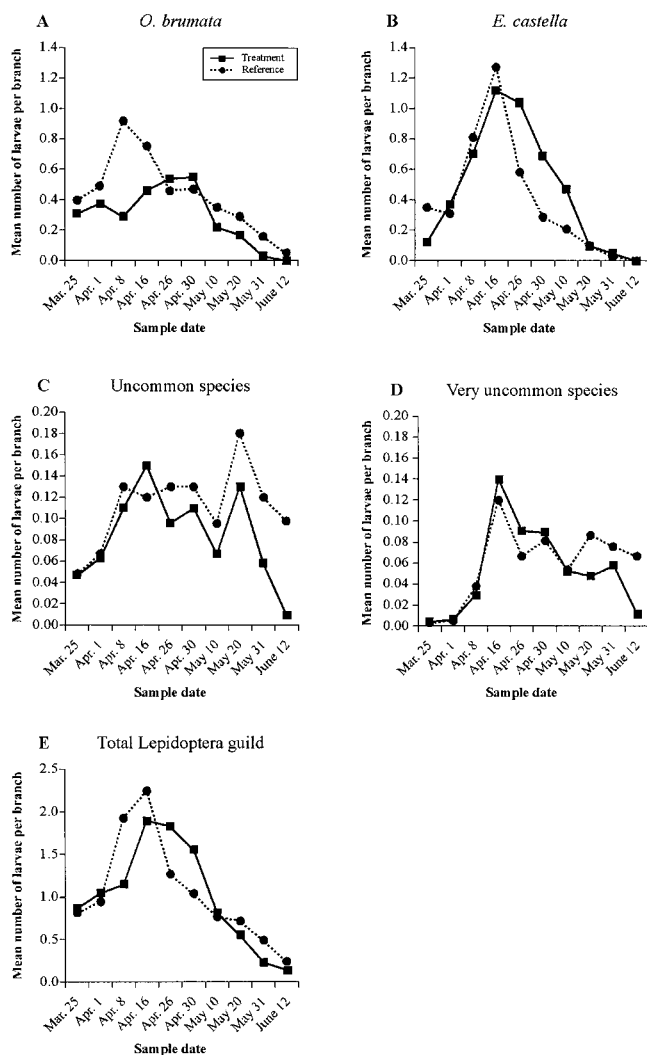 A
O. brumata
Mean number of larvae per branch
1.4
1.2
1.0
0.8
0.6
0.4
0.2
0.0
Treatment
Reference
Mar. 25
Apr. 1
Apr. 8
Apr. 16
Apr. 26
Apr. 30
May 10
May 20
May 31
June 12
Sample date
B
E. castella
Mean number of larvae per branch
1.4
1.2
1.0
0.8
0.6
0.4
0.2
0.0
Mar. 25
Apr. 1
Apr. 8
Apr. 16
Apr. 26
Apr. 30
May 10
May 20
May 31
June 12
Sample date
C
Uncommon species
Mean number of larvae per branch
0.20
0.18
0.16
0.14
0.12
0.10
0.08
0.06
0.04
0.02
0.00
Mar. 25
Apr. 1
Apr. 8
Apr. 16
Apr. 26
Apr. 30
May 10
May 20
May 31
June 12
Sample date
D
Very uncommon species
Mean number of larvae per branch
0.20
0.18
0.16
0.14
0.12
0.10
0.08
0.06
0.04
0.02
0.00
Mar. 25
Apr. 1
Apr. 8
Apr. 16
Apr. 26
Apr. 30
May 10
May 20
May 31
June 12
Sample date
E
Total Lepidoptera guild
Mean number of larvae per branch
2.5
2.0
1.5
1.0
0.5
0.0
Mar. 25
Apr. 1
Apr. 8
Apr. 16
Apr. 26
Apr. 30
May 10
May 20
May 31
June 12
Sample date